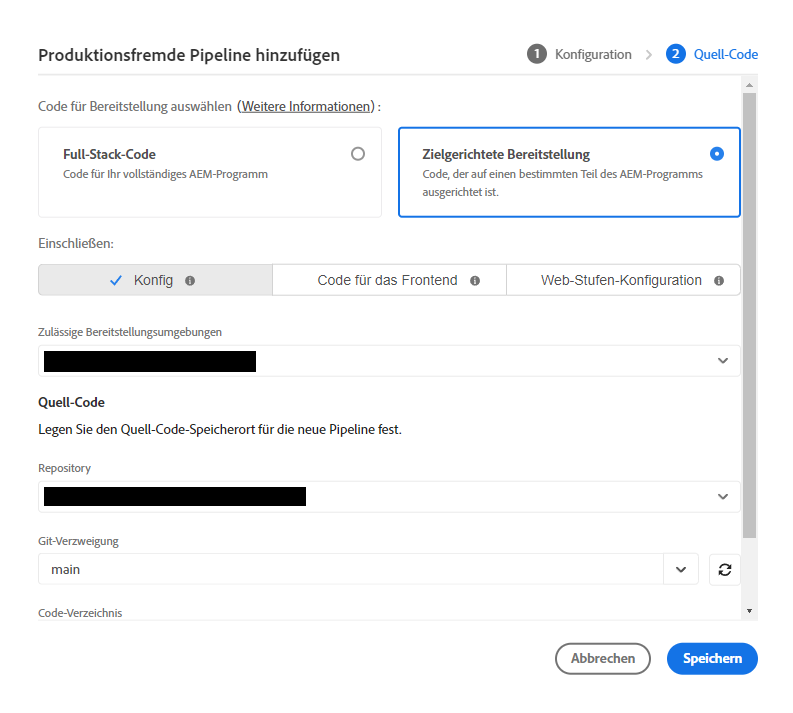 Produktionsfremde Pipeline hinzufügen
1 Konfiguration > 2 Quell-Code
Code für Bereitstellung auswählen (Weitere Informationen) :
Full-Stack-Code
Code für Ihr vollständiges AEM-Programm
Zielgerichtete Bereitstellung
Code, der auf einen bestimmten Teil des AEM-Programms
ausgerichtet ist.
Einschließen:
Konfig
Code für das Frontend
Web-Stufen-Konfiguration
Zulässige Bereitstellungsumgebungen
Quell-Code
Legen Sie den Quell-Code-Speicherort für die neue Pipeline fest.
Repository
Git-Verzweigung
main
Code-Verzeichnis
Abbrechen
Speichern